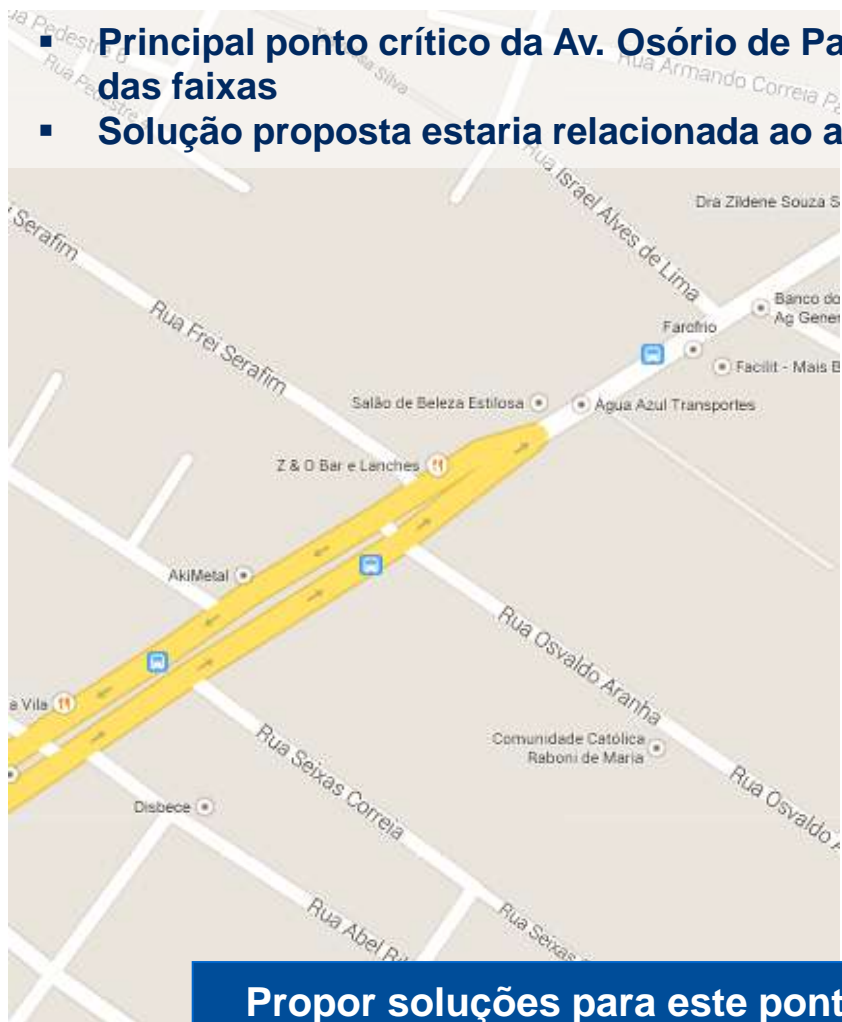 ▪ Principal ponto crítico da Av. Osório de Pa
das faixas
▪ Solução proposta estaria relacionada ao a
Rua Pedestre
Silva
Rua Armando Correia
Rua Israel Alves de Lima
Dra Zildene Souza S
Serafim
Rua Frei Serafim
Banco do
Ag Gener
Farofrio
Facilit - Mais B
Salão de Beleza Estilosa
Agua Azul Transportes
Z & O Bar e Lanches
AkiMetal
Rua Osvaldo Aranha
a Vila
Comunidade Católica
Raboni de Maria
Rua Seixas Correia
Rua Osvaldo A
Disbece
Rua Abel
Rua Seixas
Propor soluções para este pont